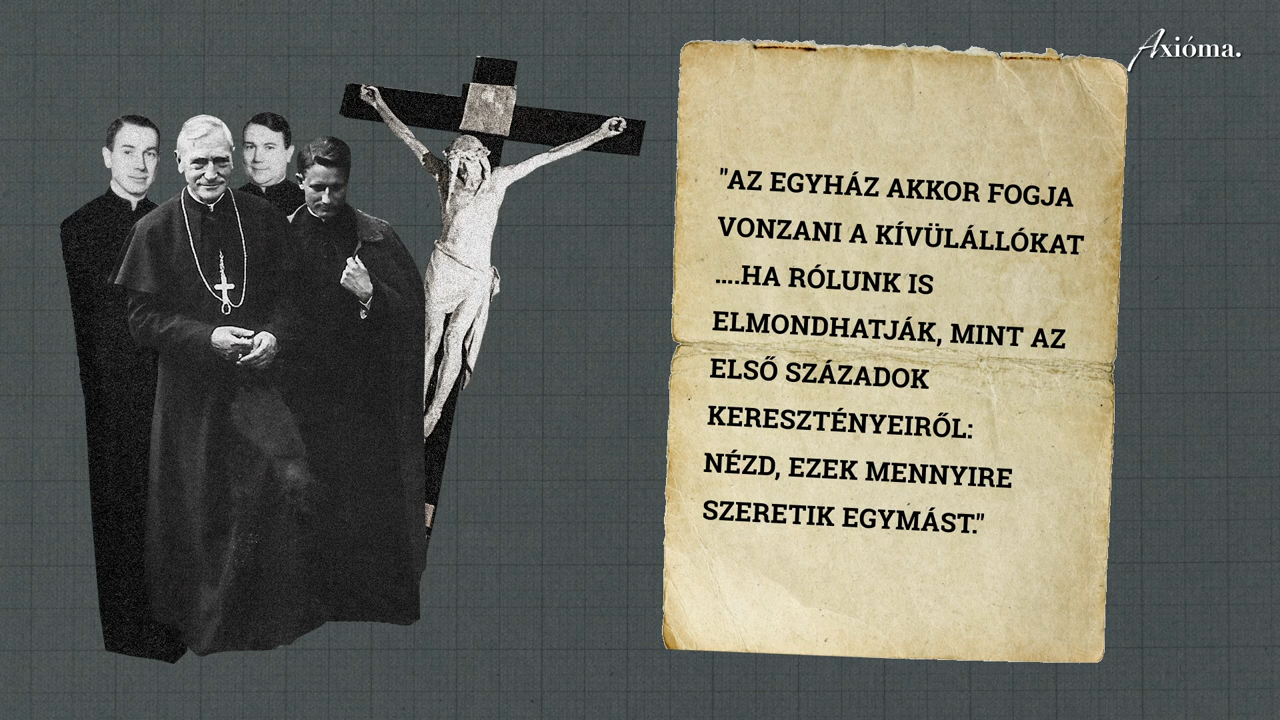 Axióma.
"AZ EGYHÁZ AKKOR FOGJA
VONZANI A KÍVÜLÁLLÓKAT
....HA RÓLUNK IS
ELMONDHATJÁK, MINT AZ
ELSŐ SZÁZADOK
KERESZTÉNYEIRŐL:
NÉZD, EZEK MENNYIRE
SZERETIK EGYMÁST."